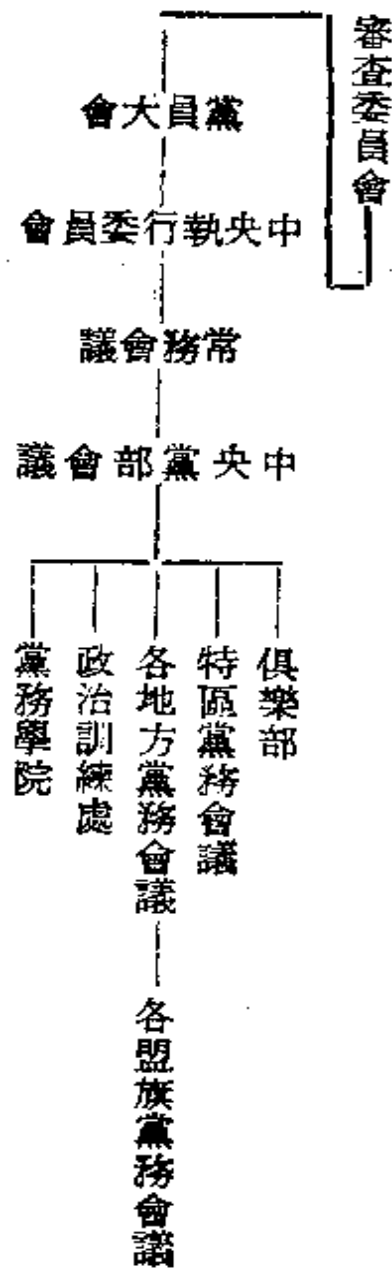 審查委員會
黨員大會
中央執行委員會
常務會議
中央黨部會議
俱樂部
特區黨務會議
各地方黨務會議
政治訓練處
黨務學院
各盟旗黨務會議